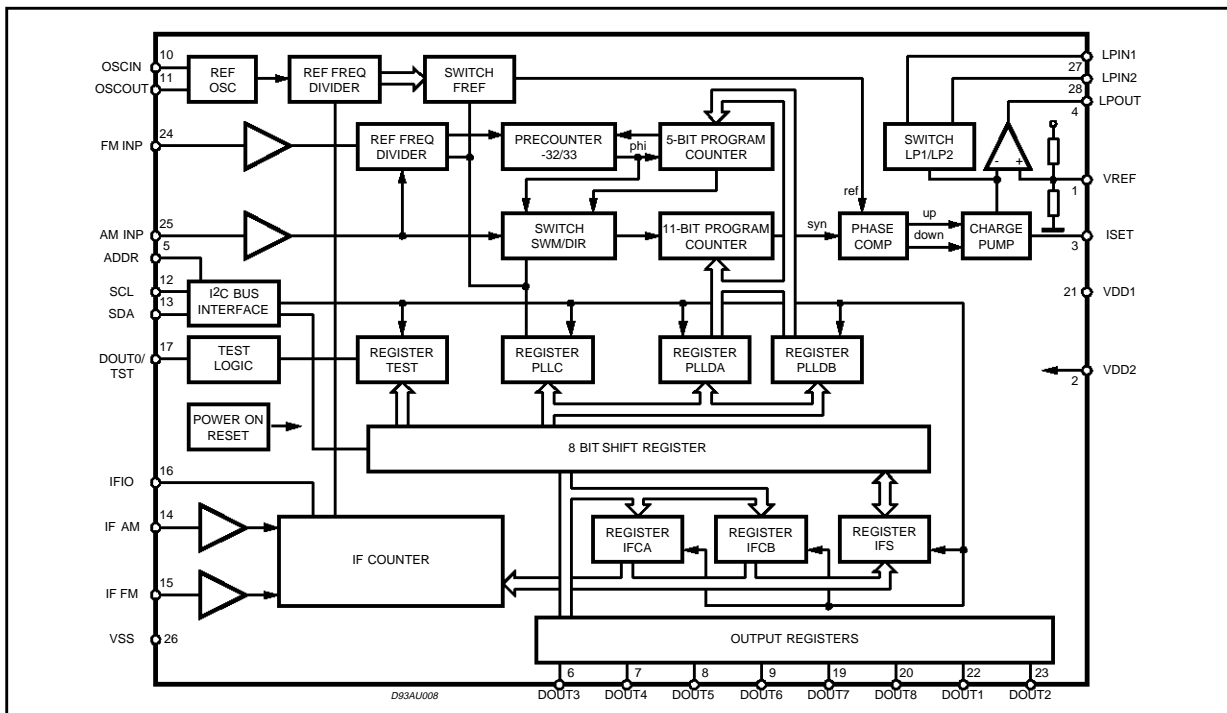 OSCIN
10
OSCOUT
11
REF
OSC
REF FREQ
DIVIDER
SWITCH
FREF
LPIN1
27
LPIN2
28
LPOUT
4
FM INP
24
REF FREQ
DIVIDER
PRECOUNTER
-32/33
phi
5-BIT PROGRAM
COUNTER
SWITCH
LP1/LP2
- +
VREF
1
ref
AM INP
25
SWITCH
SWM/DIR
11-BIT PROGRAM
COUNTER
syn
PHASE
COMP
up
down
CHARGE
PUMP
ISET
3
5
ADDR
SCL
12
SDA
13
I2C BUS
INTERFACE
21
VDD1
DOUT0/
TST
17
TEST
LOGIC
REGISTER
TEST
REGISTER
PLLC
REGISTER
PLLDA
REGISTER
PLLDB
VDD2
2
POWER ON
RESET
8 BIT SHIFT REGISTER
IFIO
16
IF AM
14
IF COUNTER
REGISTER
IFCA
REGISTER
IFCB
REGISTER
IFS
IF FM
15
VSS
26
OUTPUT REGISTERS
6 7 8 9 19 20 22 23
D93AU008
DOUT3 DOUT4 DOUT5 DOUT6 DOUT7 DOUT8 DOUT1 DOUT2